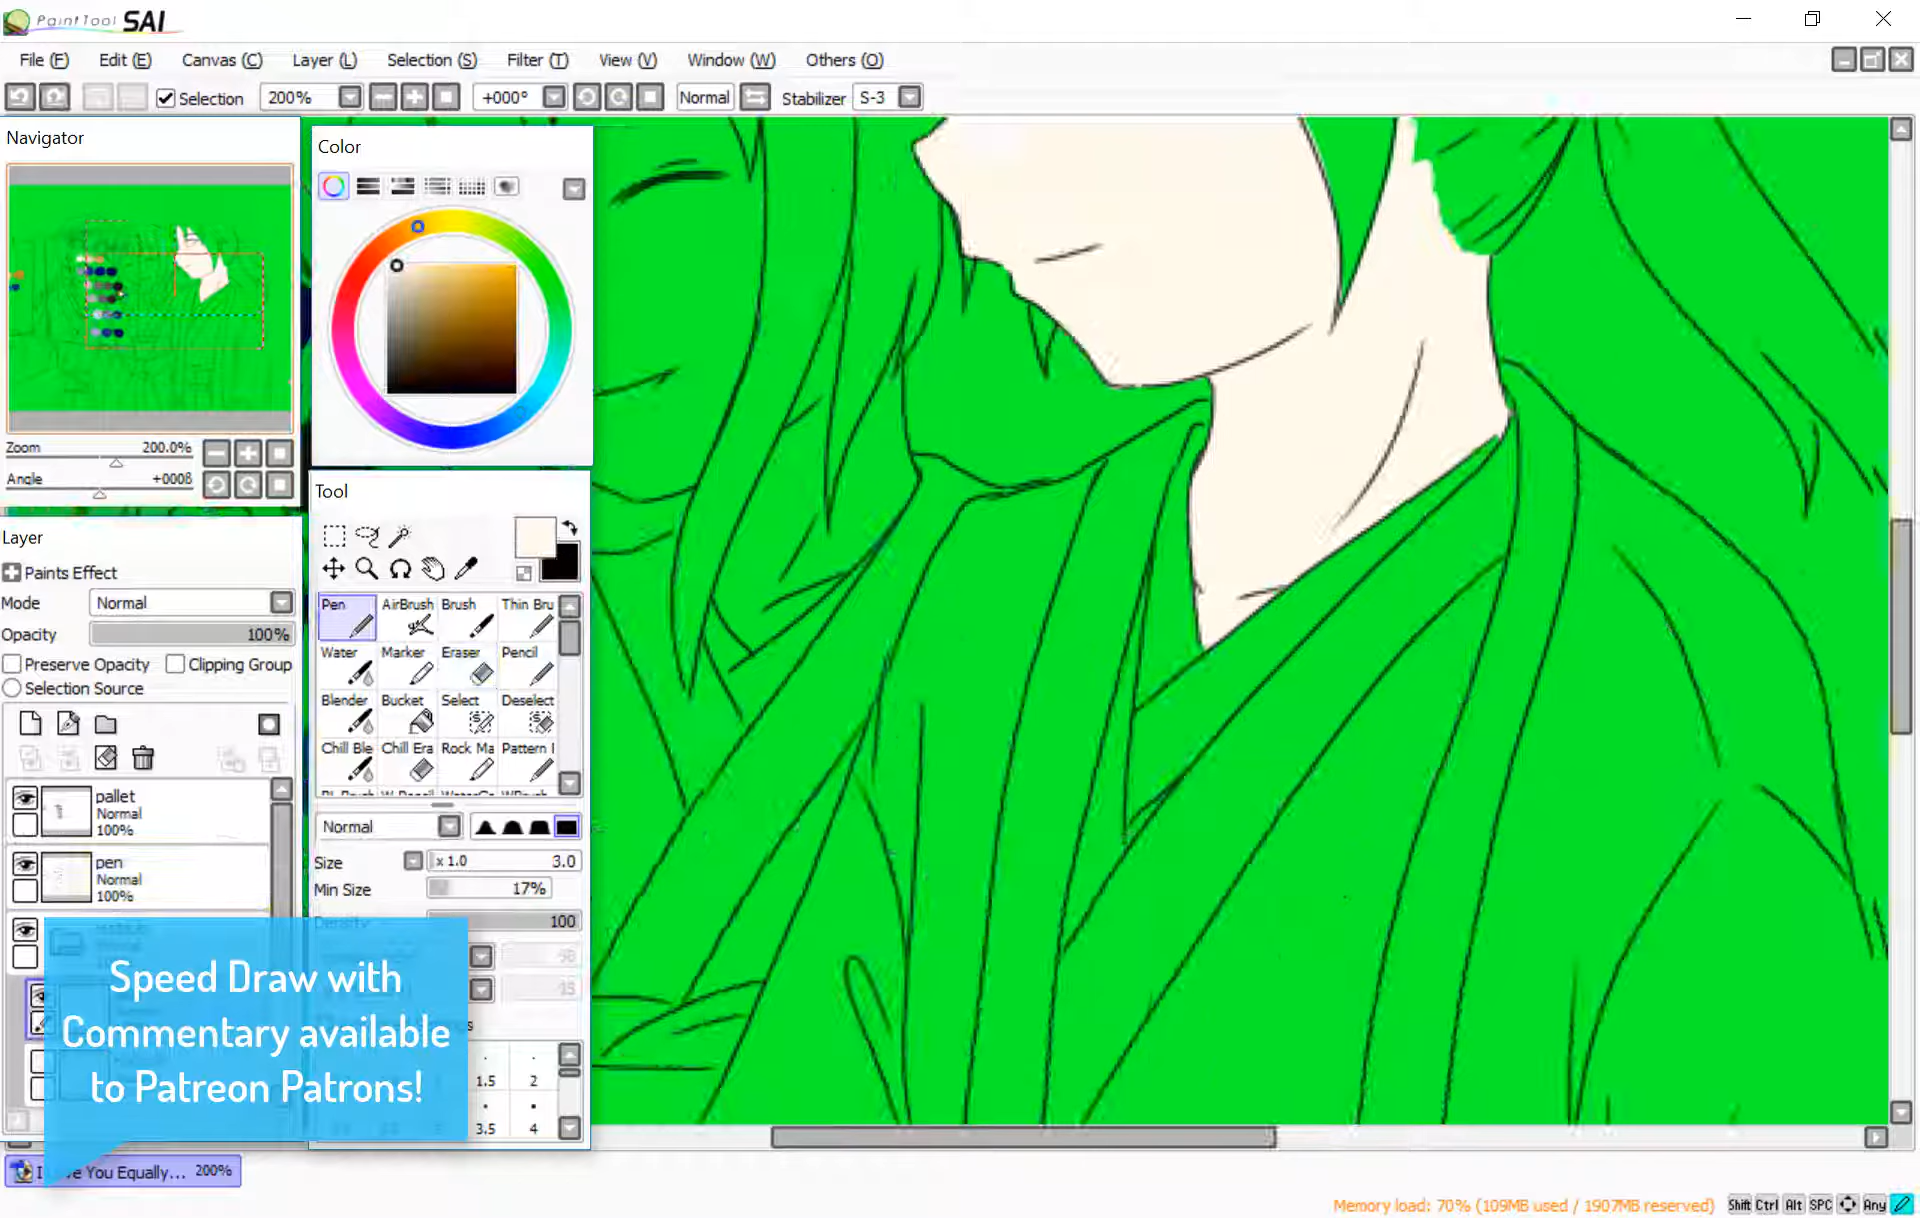 PaintTool SAI
File (F) Edit (E) Canvas (C) Layer (L) Selection (S) Filter (T) View (V) Window (W) Others (O)
Selection 200% +000° Normal Stabilizer S-3
Navigator
Zoom 200.0%
Angle +000
Color
Tool
Layer
Paints Effect
Mode Normal
Opacity 100%
Preserve Opacity Clipping Group
Selection Source
pallet
Normal
100%
pen
Normal
100%
Pen AirBrush Brush Thin Bru
Water Marker Eraser Pencil
Blender Bucket Select Deselect
Chill Ble Chill Era Rock Ma Pattern
Normal
Size x 1.0 3.0
Min Size 17%
Density 100
1.5 2
3.5 4
Speed Draw with
Commentary available
to Patreon Patrons!
You Equally... 200%
Memory load: 70% (109MB used / 1907MB reserved) Shift Ctrl Alt SPC Any